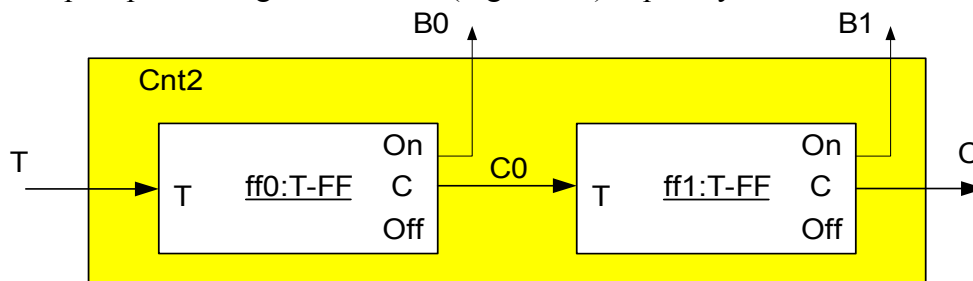 B0 B1
Cnt2
T
T ff0:T-FF On C Off
C0
T ff1:T-FF On C Off
C